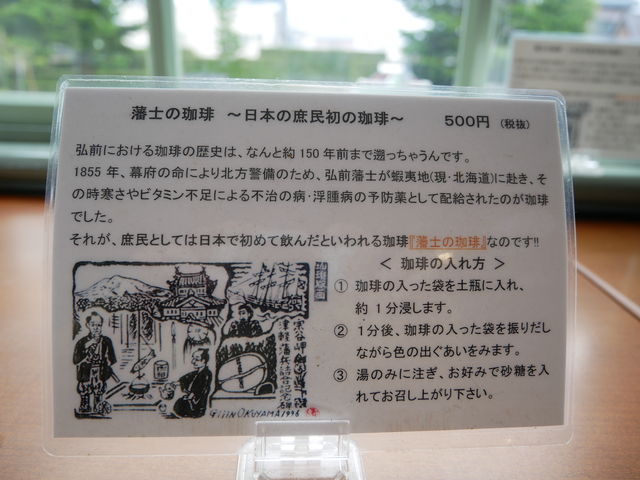 藩士の珈琲 ～日本の庶民初の珈琲～ 500円 (税抜)
弘前における珈琲の歴史は、なんと約150年前まで遡っちゃうんです。
1855年、幕府の命により北方警備のため、弘前藩士が蝦夷地(現・北海道)に赴き、そ
の時寒さやビタミン不足による不治の病・浮腫病の予防薬として配給されたのが珈琲
でした。
それが、庶民としては日本で初めて飲んだといわれる珈琲『藩士の珈琲』なのです!!
＜ 珈琲の入れ方 ＞
① 珈琲の入った袋を土瓶に入れ、
約1分浸します。
② 1分後、珈琲の入った袋を振りだし
ながら色の出ぐあいをみます。
③ 湯のみに注ぎ、お好みで砂糖を入
れてお召し上がり下さい。
津軽藩兵詰合記念碑
GIJIN OKUYAMA 1996